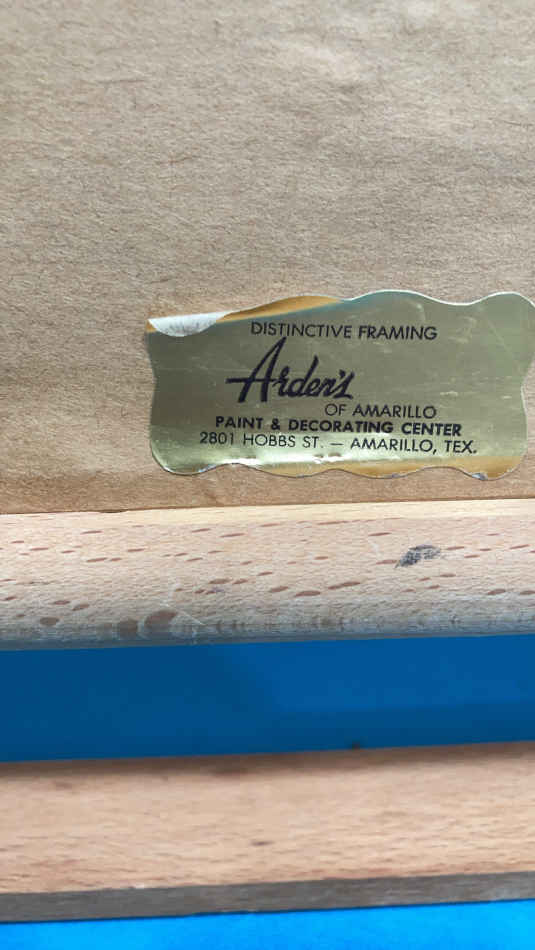 DISTINCTIVE FRAMING
Arden's
OF AMARILLO
PAINT & DECORATING CENTER
2801 HOBBS ST. — AMARILLO, TEX.